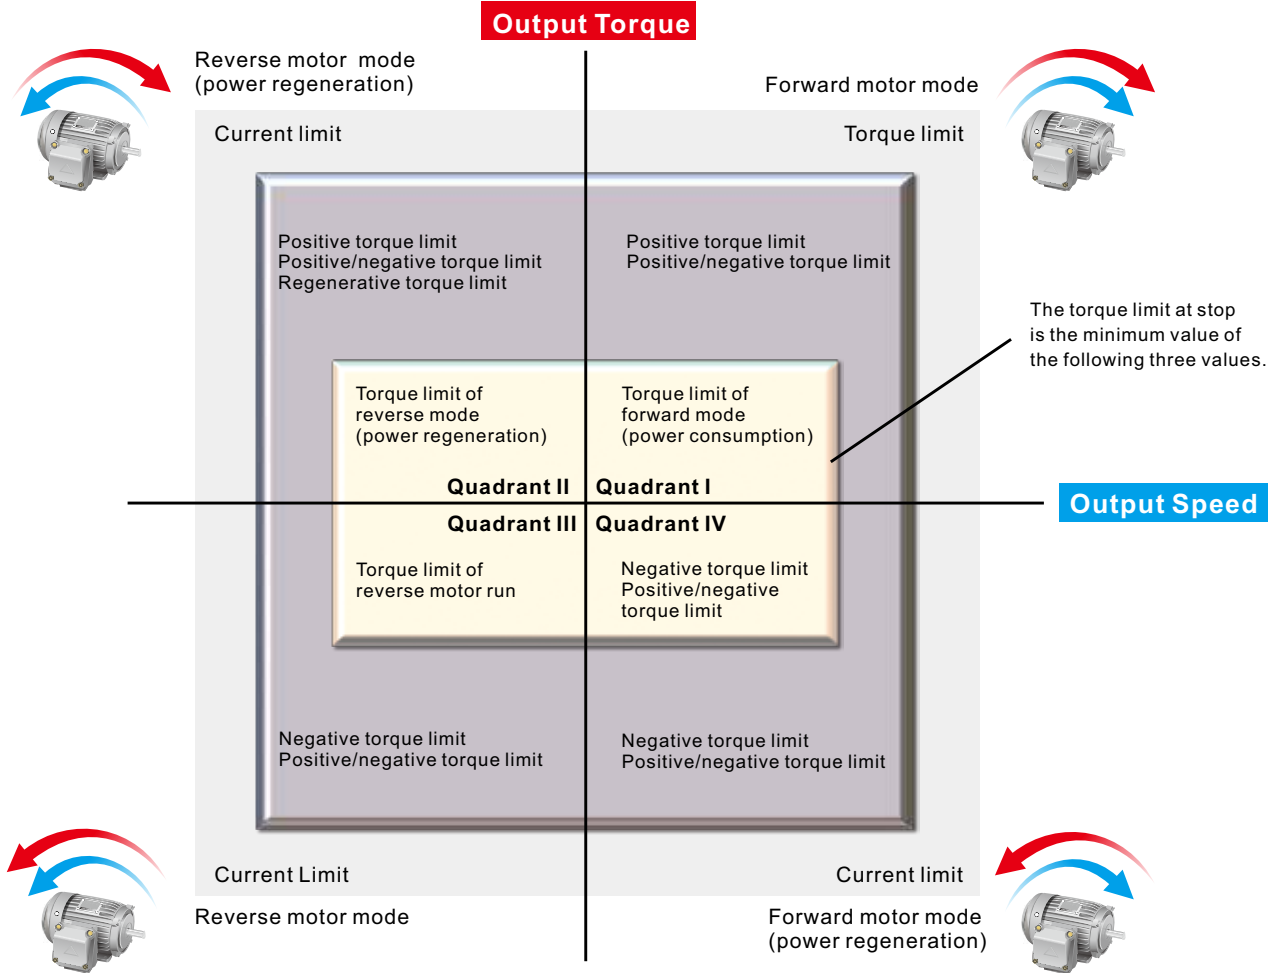 Output Torque
Reverse motor mode
(power regeneration)
Forward motor mode
Current limit
Torque limit
Positive torque limit
Positive/negative torque limit
Regenerative torque limit
Positive torque limit
Positive/negative torque limit
The torque limit at stop
is the minimum value of
the following three values.
Torque limit of
reverse mode
(power regeneration)
Torque limit of
forward mode
(power consumption)
Quadrant II
Quadrant I
Output Speed
Quadrant III
Quadrant IV
Torque limit of
reverse motor run
Negative torque limit
Positive/negative
torque limit
Negative torque limit
Positive/negative torque limit
Negative torque limit
Positive/negative torque limit
Current Limit
Current limit
Reverse motor mode
Forward motor mode
(power regeneration)